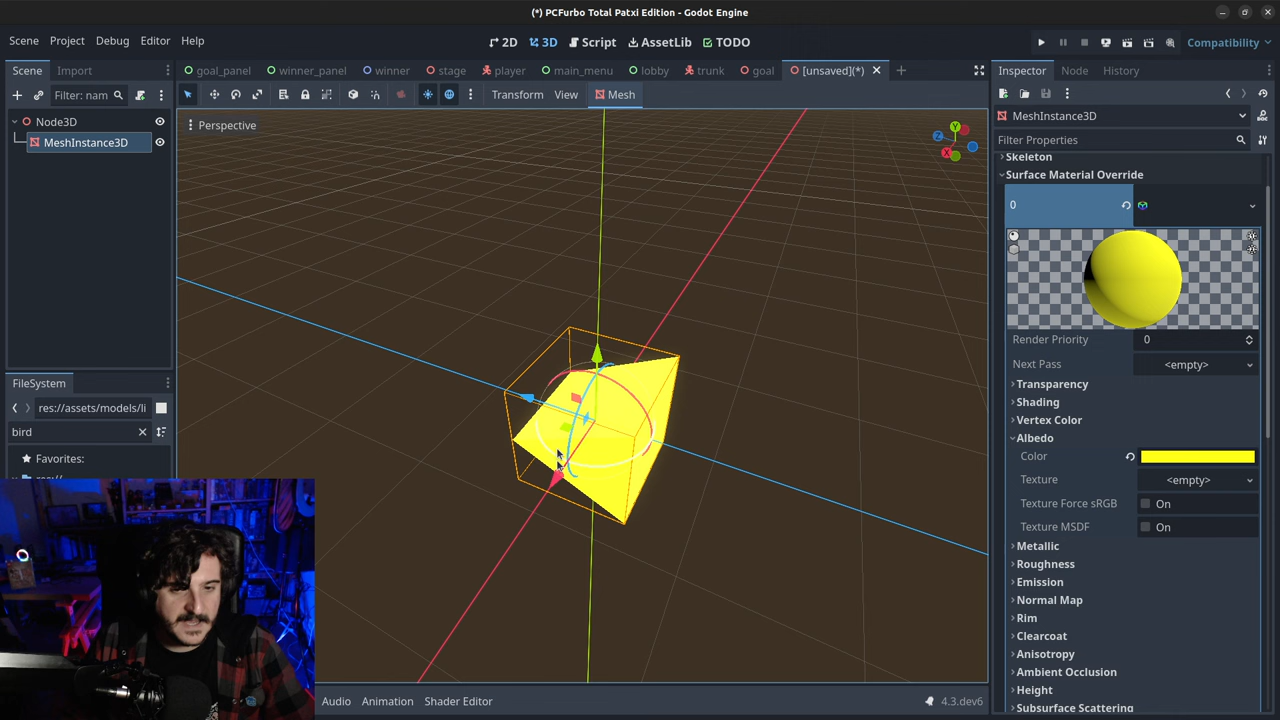 (*) PCFurbo Total Patxi Edition - Godot Engine
Scene Project Debug Editor Help
2D 3D Script AssetLib TODO
Compatibility
Scene Import
goal_panel winner_panel winner stage player main_menu lobby trunk goal [unsaved](*)
Inspector Node History
Filter: nam
Transform View Mesh
Node3D
MeshInstance3D
Perspective
Y
Z
X
MeshInstance3D
Filter Properties
Skeleton
Surface Material Override
0
Render Priority 0
Next Pass <empty>
Transparency
Shading
Vertex Color
Albedo
Color
Texture <empty>
Texture Force sRGB On
Texture MSDF On
Metallic
Roughness
Emission
Normal Map
Rim
Clearcoat
Anisotropy
Ambient Occlusion
Height
Subsurface Scattering
FileSystem
res://assets/models/li
bird
Favorites:
Audio Animation Shader Editor
4.3.dev6